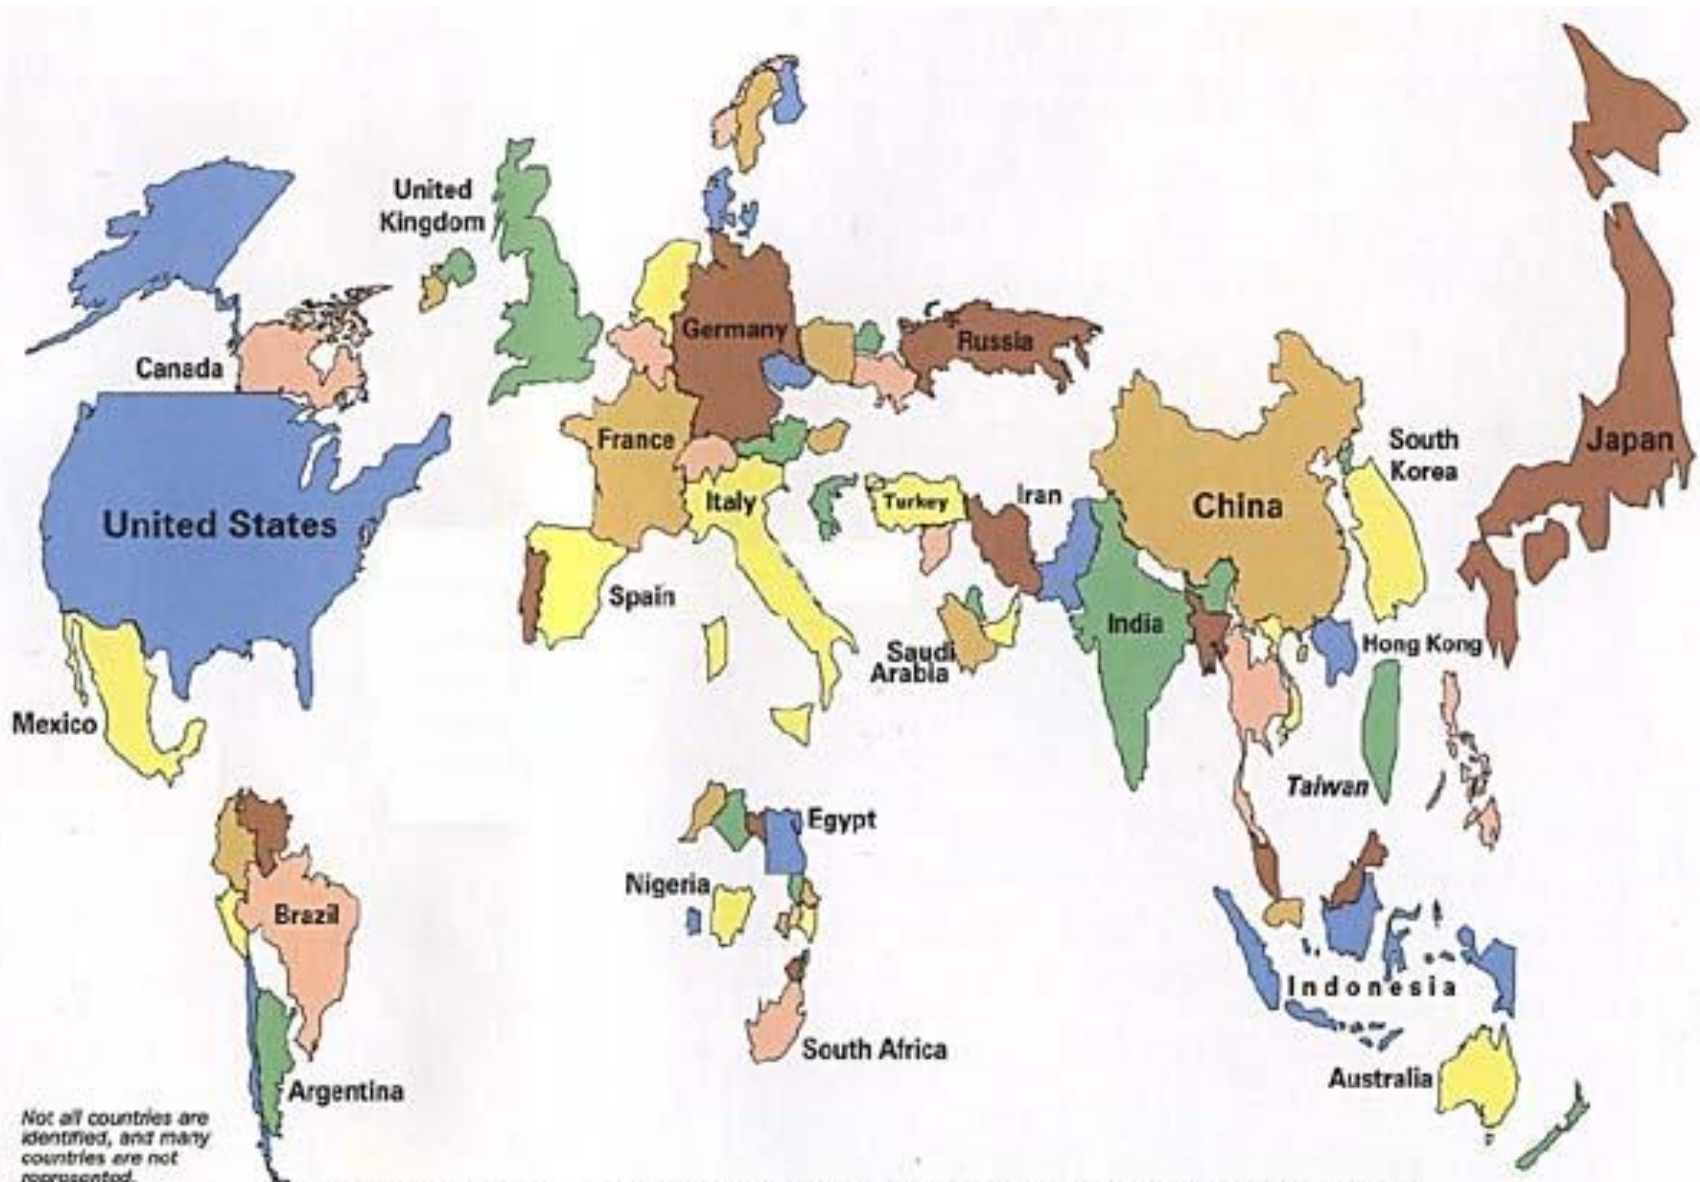 United
Kingdom
Canada
Germany
Russia
France
South
Korea
Japan
Italy
Turkey
Iran
China
United States
Spain
India
Hong Kong
Saudi
Arabia
Mexico
Taiwan
Egypt
Nigeria
Brazil
Indonesia
South Africa
Australia
Argentina
Not all countries are
identified, and many
countries are not
represented.